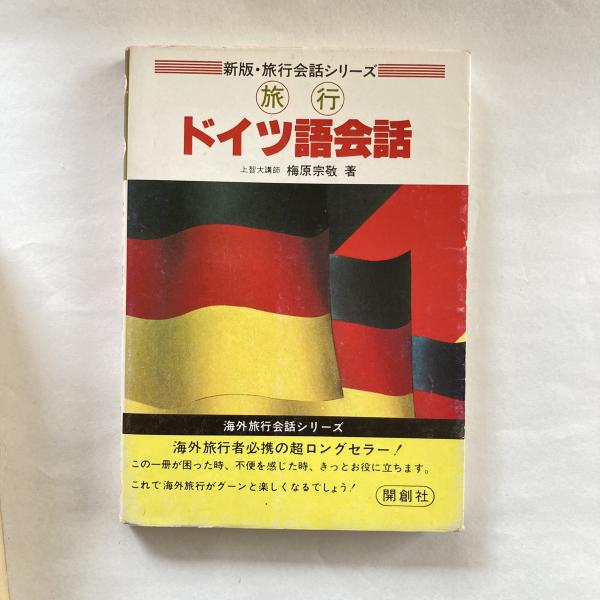 新版・旅行会話シリーズ
旅行
ドイツ語会話
上智大講師 梅原宗敬 著
海外旅行会話シリーズ
海外旅行者必携の超ロングセラー!
この一冊が困った時、不便を感じた時、きっとお役に立ちます。
これで海外旅行がグーンと楽しくなるでしょう!
開創社